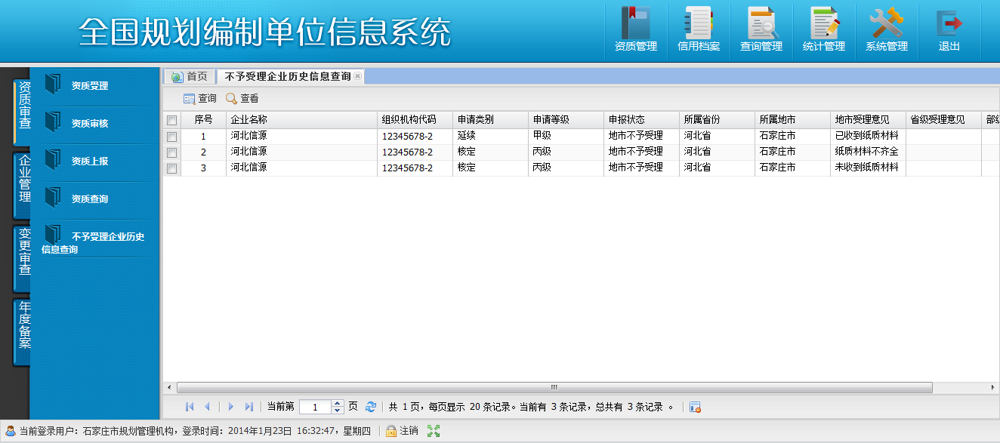 全国规划编制单位信息系统
资质管理 信用档案 查询管理 统计管理 系统管理 退出
资质审查
企业管理
变更审查
年度备案
资质受理
资质审核
资质上报
资质查询
不予受理企业历史
信息查询
首页 不予受理企业历史信息查询
查询 查看
序号 企业名称 组织机构代码 申请类别 申请等级 申报状态 所属省份 所属地市 地市受理意见 省级受理意见
1 河北信源 12345678-2 延续 甲级 地市不予受理 河北省 石家庄市 已收到纸质材料
2 河北信源 12345678-2 核定 丙级 地市不予受理 河北省 石家庄市 纸质材料不齐全
3 河北信源 12345678-2 核定 丙级 地市不予受理 河北省 石家庄市 未收到纸质材料
当前第 1 页 共 1 页，每页显示 20 条记录。当前有 3 条记录，总共有 3 条记录 。
当前登录用户：石家庄市规划管理机构，登录时间：2014年1月23日 16:32:47，星期四 注销